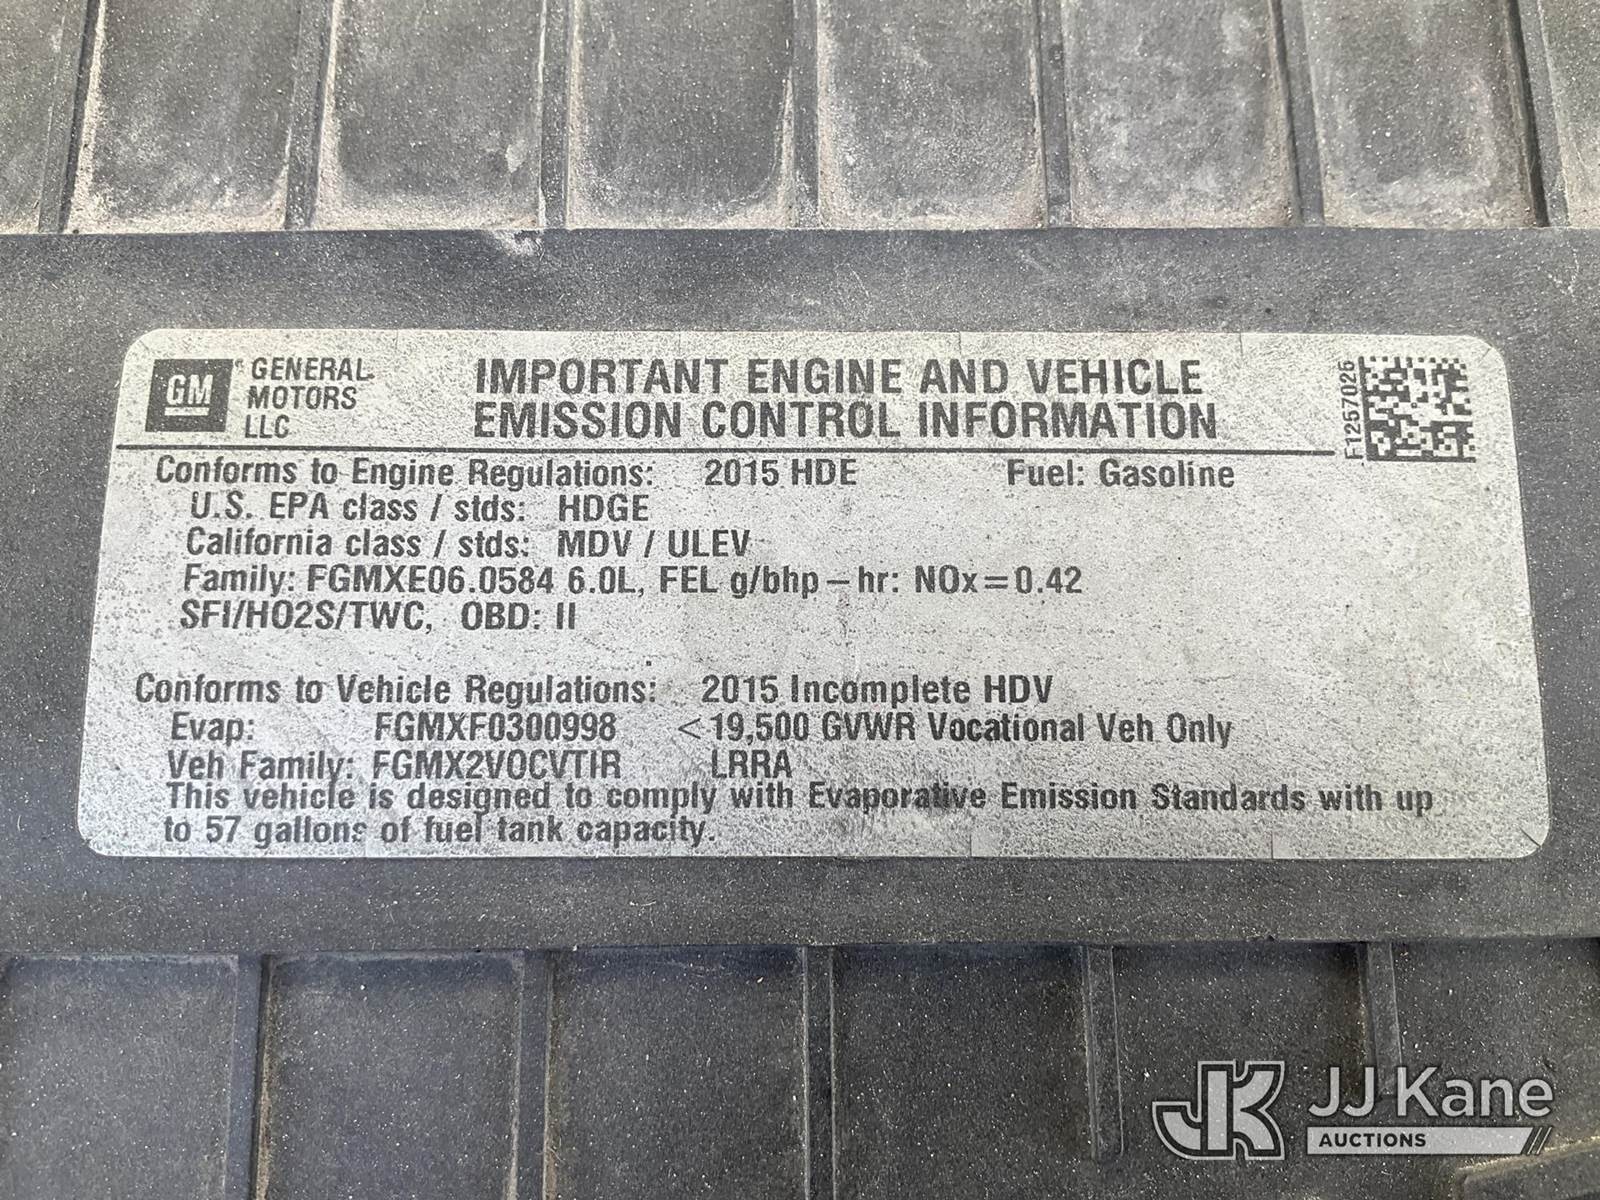 GM
GENERAL
MOTORS
LLC
IMPORTANT ENGINE AND VEHICLE
EMISSION CONTROL INFORMATION
F1257026
Conforms to Engine Regulations: 2015 HDE Fuel: Gasoline
U.S. EPA class / stds: HDGE
California class / stds: MDV / ULEV
Family: FGMXE06.0584 6.0L, FEL g/bhp-hr: NOx=0.42
SFI/HO2S/TWC, OBD: II
Conforms to Vehicle Regulations: 2015 Incomplete HDV
Evap: FGMXF0300998 <19,500 GVWR Vocational Veh Only
Veh Family: FGMX2VOCVTIR LRRA
This vehicle is designed to comply with Evaporative Emission Standards with up
to 57 gallons of fuel tank capacity.
JK JJ Kane
AUCTIONS